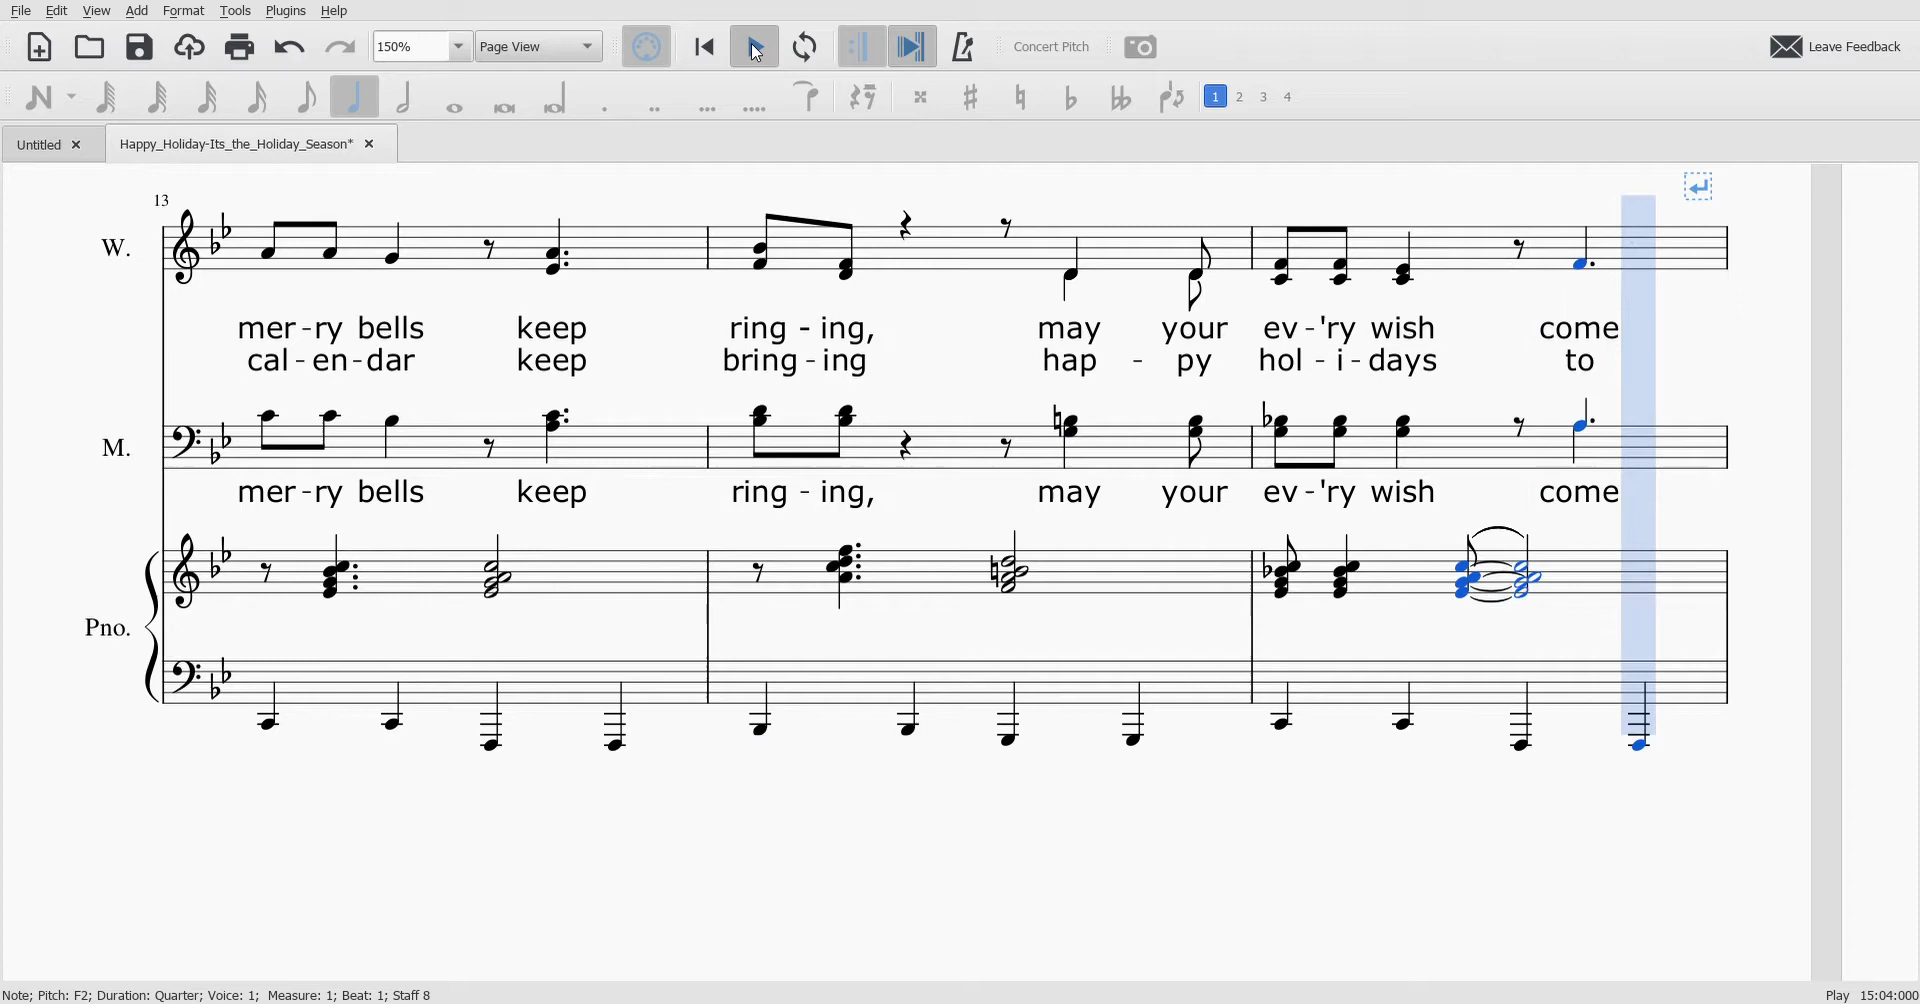 File Edit View Add Format Tools Plugins Help
150% Page View Concert Pitch Leave Feedback
1 2 3 4
Untitled Happy_Holiday-Its_the_Holiday_Season*
13
W.
mer - ry bells keep ring - ing, may your ev - 'ry wish come
cal - en - dar keep bring - ing hap - py hol - i - days to
M.
mer - ry bells keep ring - ing, may your ev - 'ry wish come
Pno.
Note; Pitch: F2; Duration: Quarter; Voice: 1; Measure: 1; Beat: 1; Staff 8 Play 15:04:000